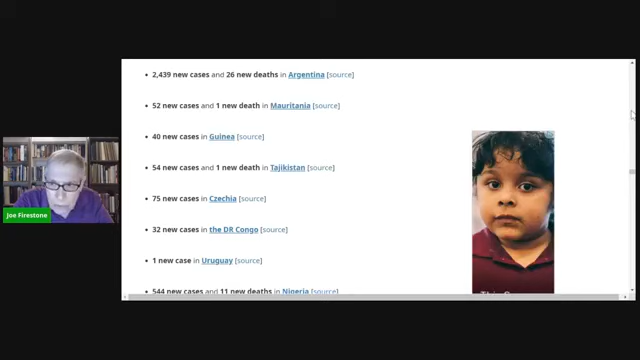 2,439 new cases and 26 new deaths in Argentina [source]
52 new cases and 1 new death in Mauritania [source]
40 new cases in Guinea [source]
54 new cases and 1 new death in Tajikistan [source]
75 new cases in Czechia [source]
32 new cases in the DR Congo [source]
1 new case in Uruguay [source]
544 new cases and 11 new deaths in Nigeria [source]
Joe Firestone